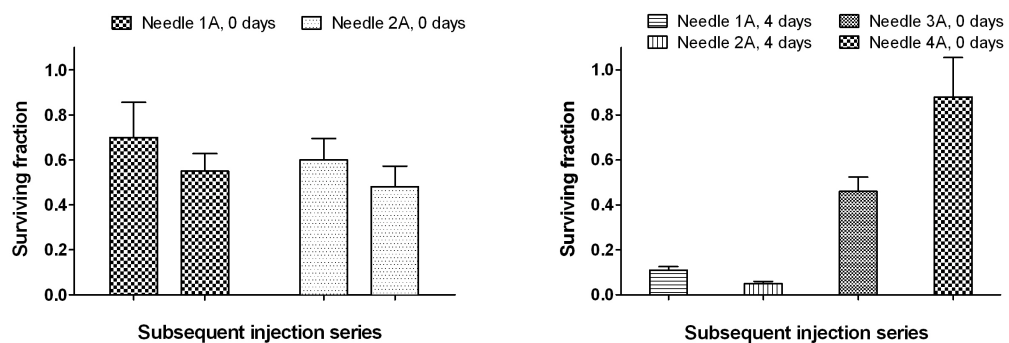 Needle 1A, 0 days
Needle 2A, 0 days
Surviving fraction
1.0
0.8
0.6
0.4
0.2
0.0
Subsequent injection series
Needle 1A, 4 days
Needle 3A, 0 days
Needle 2A, 4 days
Needle 4A, 0 days
Surviving fraction
1.0
0.8
0.6
0.4
0.2
0.0
Subsequent injection series